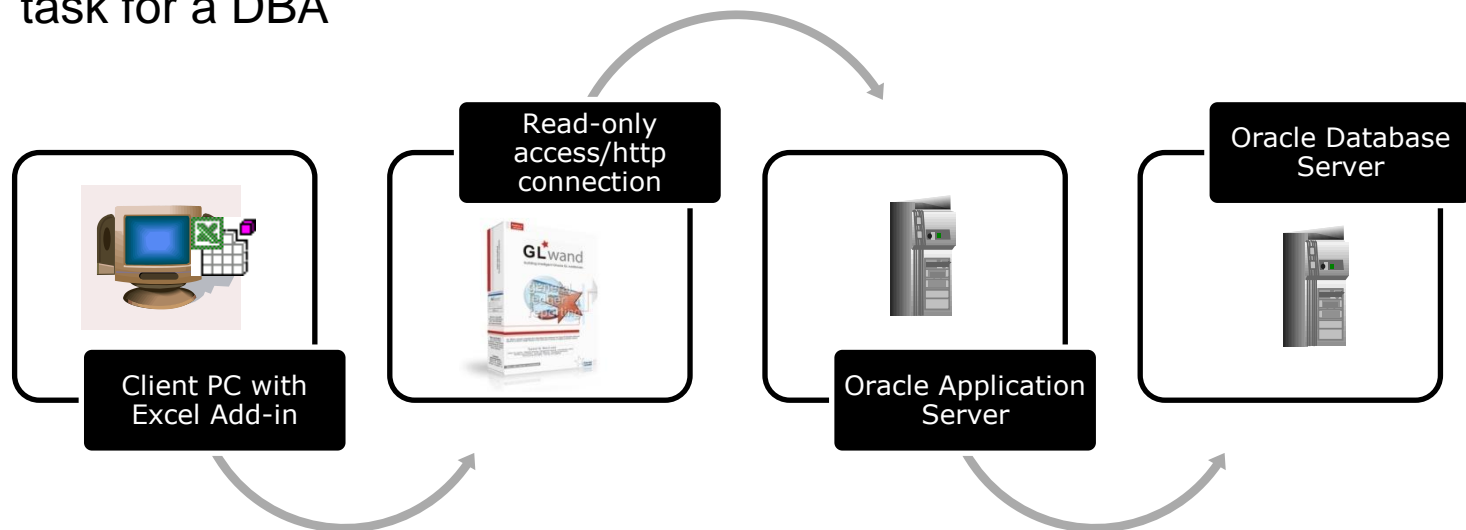 task for a DBA
Read-only
access/http
connection
Oracle Database
Server
GL wand
Client PC with
Excel Add-in
Oracle Application
Server